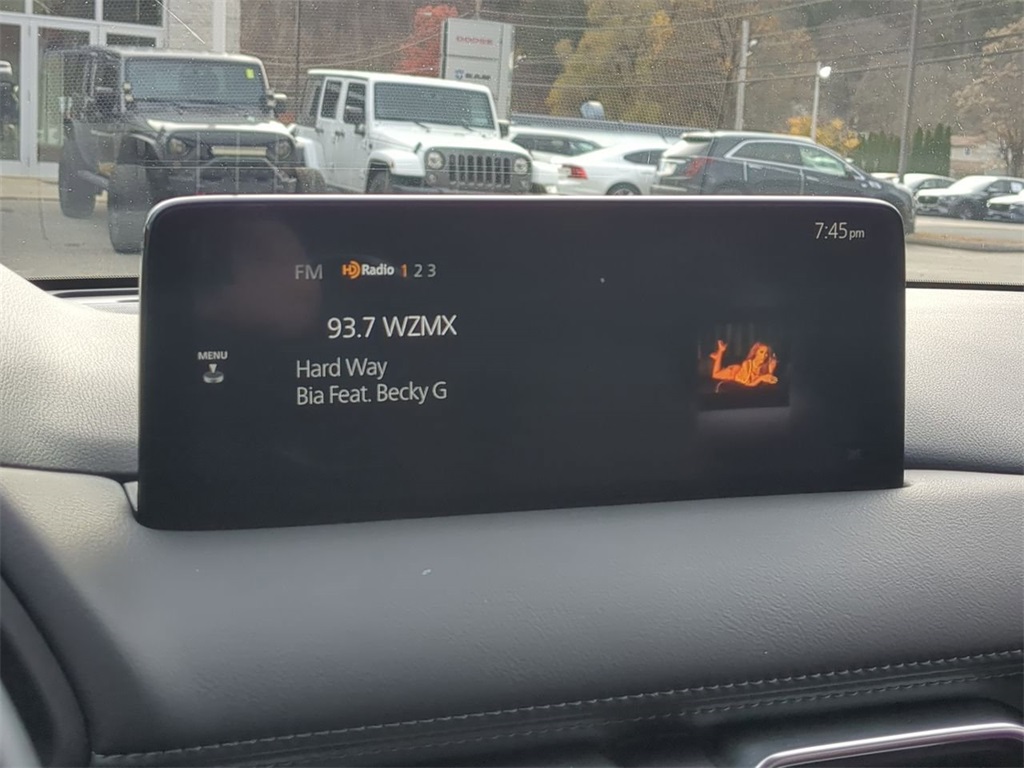 DODGE
RAM
7:45pm
FM HD Radio 1 2 3
93.7 WZMX
MENU
Hard Way
Bia Feat. Becky G